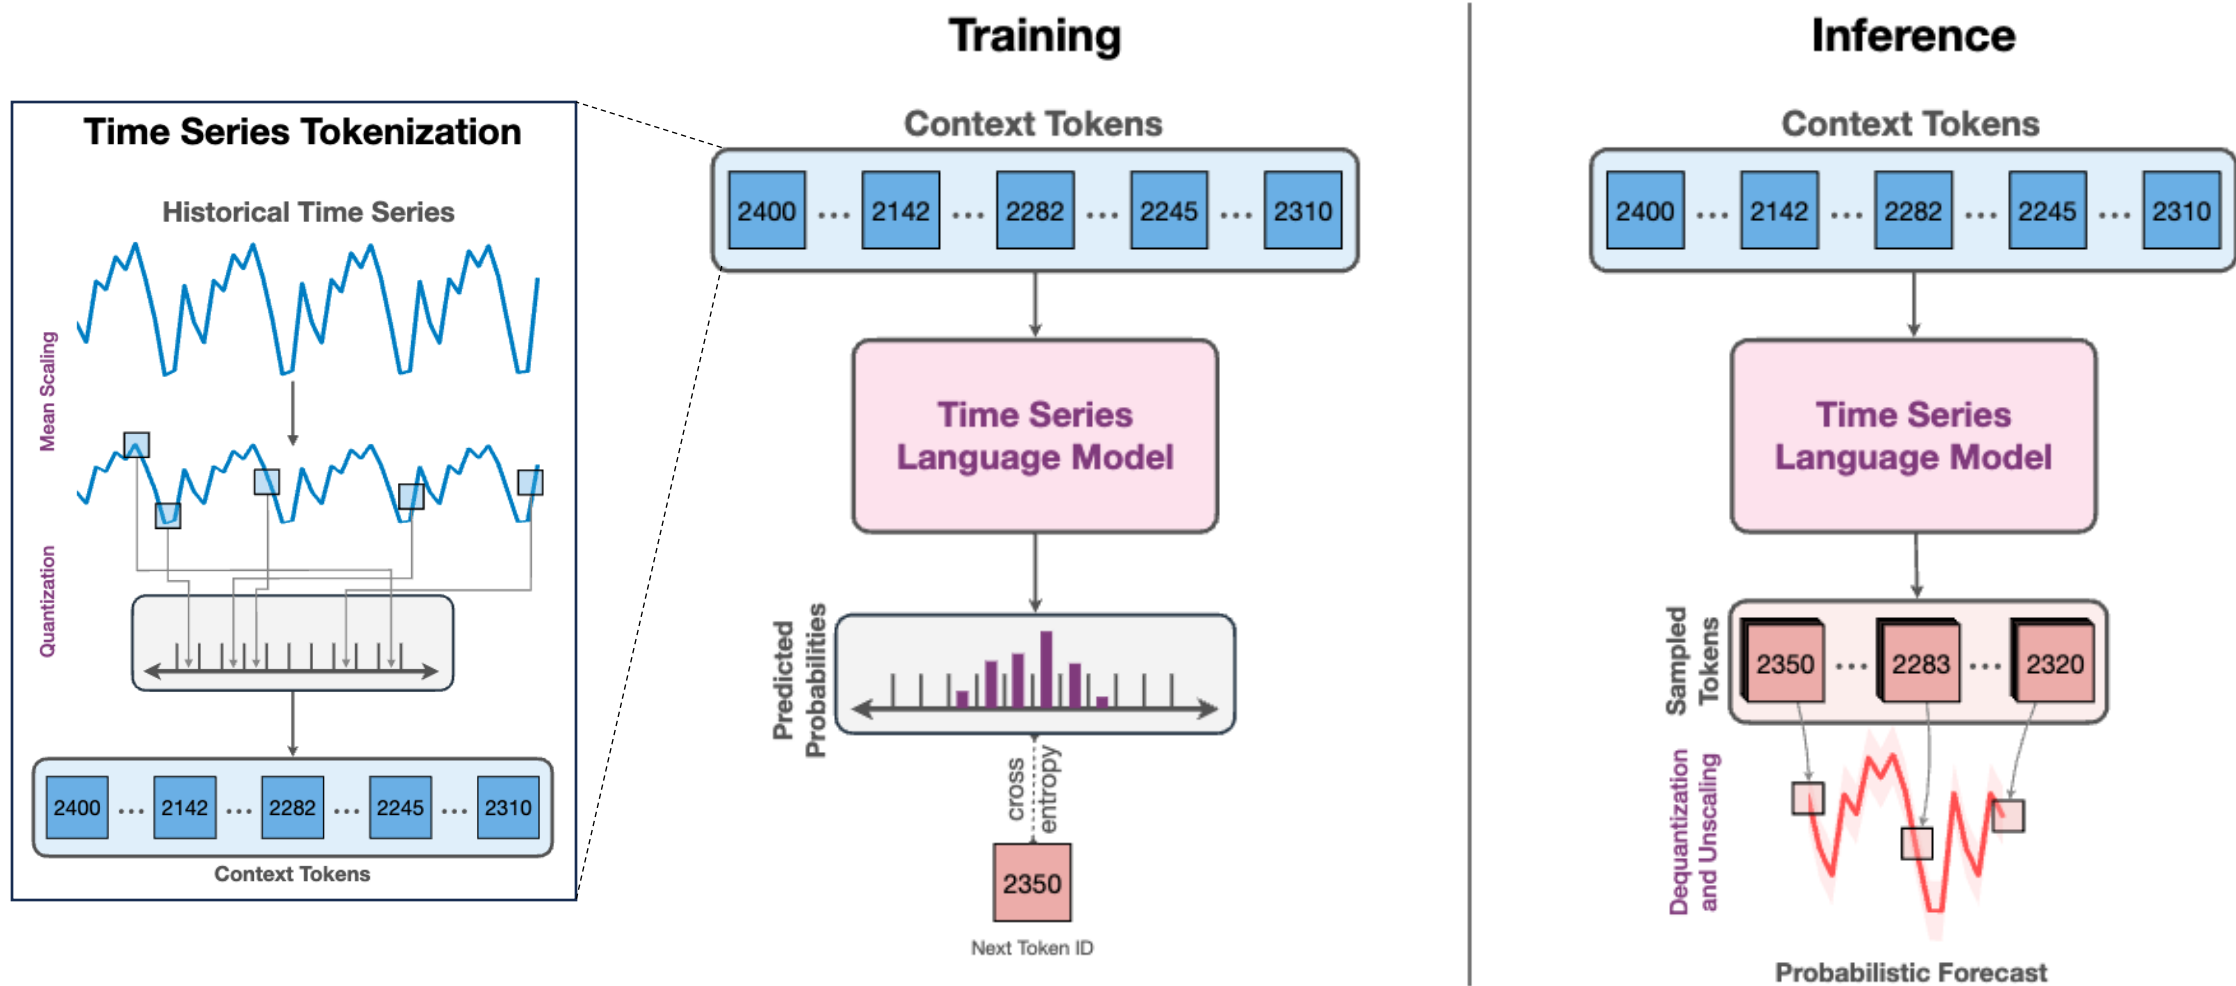 Training
Inference
Time Series Tokenization
Historical Time Series
Mean Scaling
Quantization
2400 ... 2142 ... 2282 ... 2245 ... 2310
Context Tokens
Context Tokens
2400 ... 2142 ... 2282 ... 2245 ... 2310
Time Series
Language Model
Predicted
Probabilities
cross
entropy
2350
Next Token ID
Context Tokens
2400 ... 2142 ... 2282 ... 2245 ... 2310
Time Series
Language Model
Sampled
Tokens
2350 ... 2283 ... 2320
Dequantization
and Unscaling
Probabilistic Forecast